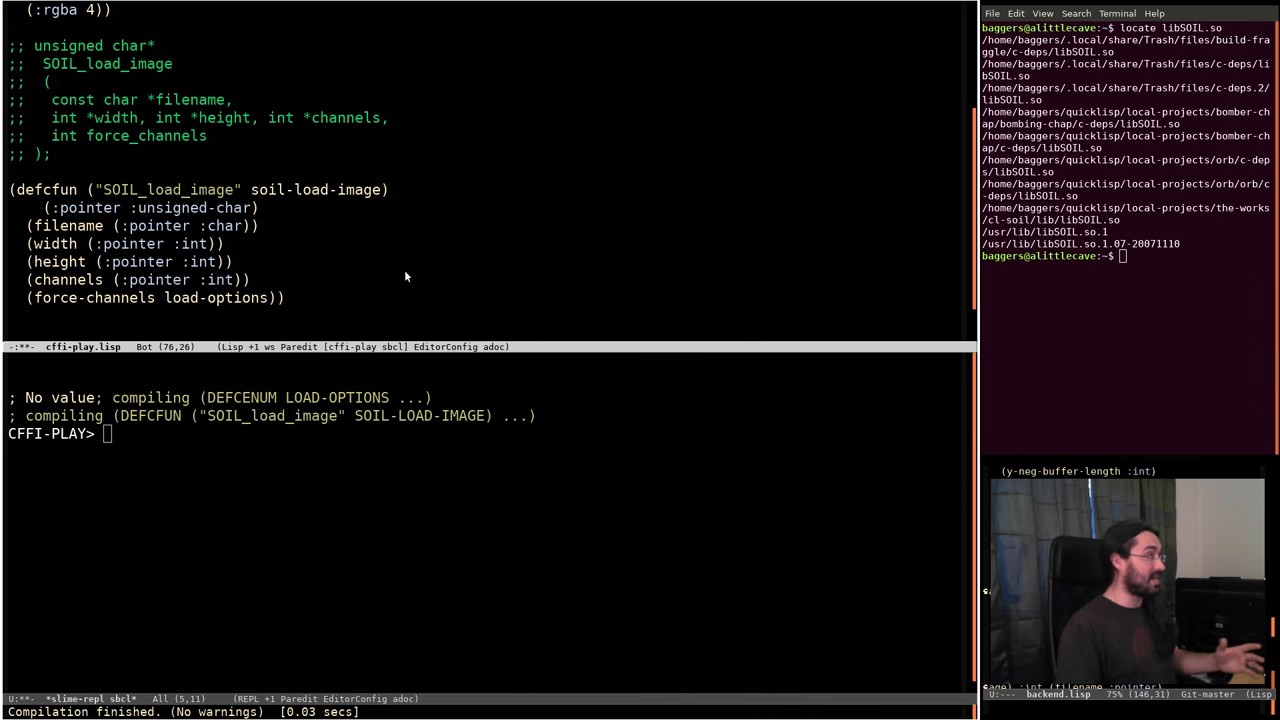 (:rgba 4))
;; unsigned char*
;;  SOIL_load_image
;;  (
;;   const char *filename,
;;   int *width, int *height, int *channels,
;;   int force_channels
;; );
(defcfun ("SOIL_load_image" soil-load-image)
(:pointer :unsigned-char)
(filename (:pointer :char))
(width (:pointer :int))
(height (:pointer :int))
(channels (:pointer :int))
(force-channels load-options))
-:**-  cffi-play.lisp   Bot (76,26)   (Lisp +1 ws Paredit [cffi-play sbcl] EditorConfig adoc)
; No value; compiling (DEFCENUM LOAD-OPTIONS ...)
; compiling (DEFCFUN ("SOIL_load_image" SOIL-LOAD-IMAGE) ...)
CFFI-PLAY>
U:**-  *slime-repl sbcl*   All (5,11)   (REPL +1 Paredit EditorConfig adoc)
Compilation finished. (No warnings)  [0.03 secs]
File Edit View Search Terminal Help
baggers@alittlecave:~$ locate libSOIL.so
/home/baggers/.local/share/Trash/files/build-fra
ggle/c-deps/libSOIL.so
/home/baggers/.local/share/Trash/files/c-deps/li
bSOIL.so
/home/baggers/.local/share/Trash/files/c-deps.2/
libSOIL.so
/home/baggers/quicklisp/local-projects/bomber-ch
ap/bombing-chap/c-deps/libSOIL.so
/home/baggers/quicklisp/local-projects/bomber-ch
ap/c-deps/libSOIL.so
/home/baggers/quicklisp/local-projects/orb/c-dep
s/libSOIL.so
/home/baggers/quicklisp/local-projects/orb/orb/c
-deps/libSOIL.so
/home/baggers/quicklisp/local-projects/the-works
/cl-soil/lib/libSOIL.so
/usr/lib/libSOIL.so.1
/usr/lib/libSOIL.so.1.07-20071110
baggers@alittlecave:~$
(y-neg-buffer-length :int)
:int (filename :pointer)
U:---  backend.lisp   75% (146,31)   Git-master  (Lisp